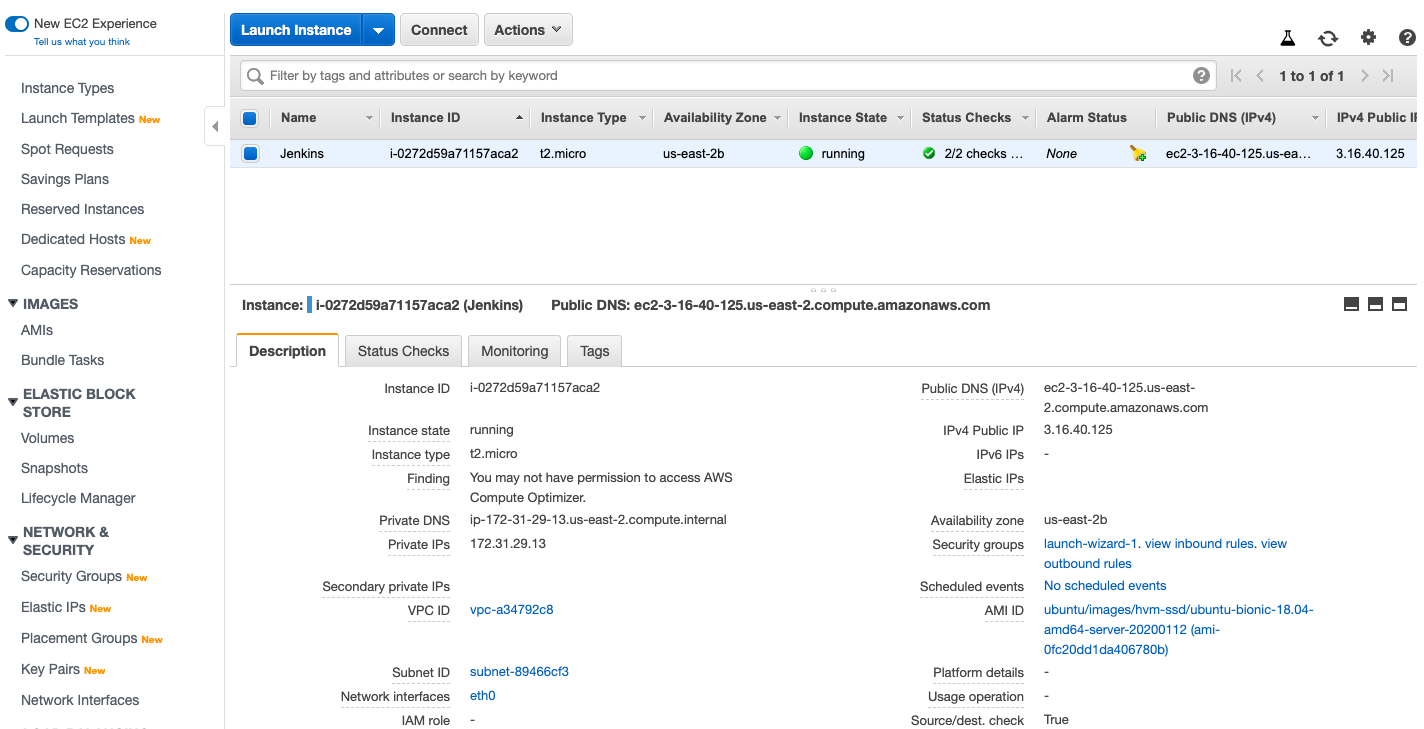 New EC2 Experience
Tell us what you think
Instance Types
Launch Templates New
Spot Requests
Savings Plans
Reserved Instances
Dedicated Hosts New
Capacity Reservations
IMAGES
AMIs
Bundle Tasks
ELASTIC BLOCK
STORE
Volumes
Snapshots
Lifecycle Manager
NETWORK &
SECURITY
Security Groups New
Elastic IPs New
Placement Groups New
Key Pairs New
Network Interfaces
Launch Instance Connect Actions
Filter by tags and attributes or search by keyword ? 1 to 1 of 1
Name Instance ID Instance Type Availability Zone Instance State Status Checks Alarm Status Public DNS (IPv4) IPv4 Public
Jenkins i-0272d59a71157aca2 t2.micro us-east-2b running 2/2 checks ... None ec2-3-16-40-125.us-ea... 3.16.40.125
Instance: i-0272d59a71157aca2 (Jenkins) Public DNS: ec2-3-16-40-125.us-east-2.compute.amazonaws.com
Description Status Checks Monitoring Tags
Instance ID i-0272d59a71157aca2
Instance state running
Instance type t2.micro
Finding You may not have permission to access AWS
Compute Optimizer.
Private DNS ip-172-31-29-13.us-east-2.compute.internal
Private IPs 172.31.29.13
Secondary private IPs
VPC ID vpc-a34792c8
Subnet ID subnet-89466cf3
Network interfaces eth0
IAM role -
Public DNS (IPv4) ec2-3-16-40-125.us-east-
2.compute.amazonaws.com
IPv4 Public IP 3.16.40.125
IPv6 IPs -
Elastic IPs
Availability zone us-east-2b
Security groups launch-wizard-1. view inbound rules. view
outbound rules
Scheduled events No scheduled events
AMI ID ubuntu/images/hvm-ssd/ubuntu-bionic-18.04-
amd64-server-20200112 (ami-
0fc20dd1da406780b)
Platform details -
Usage operation -
Source/dest. check True